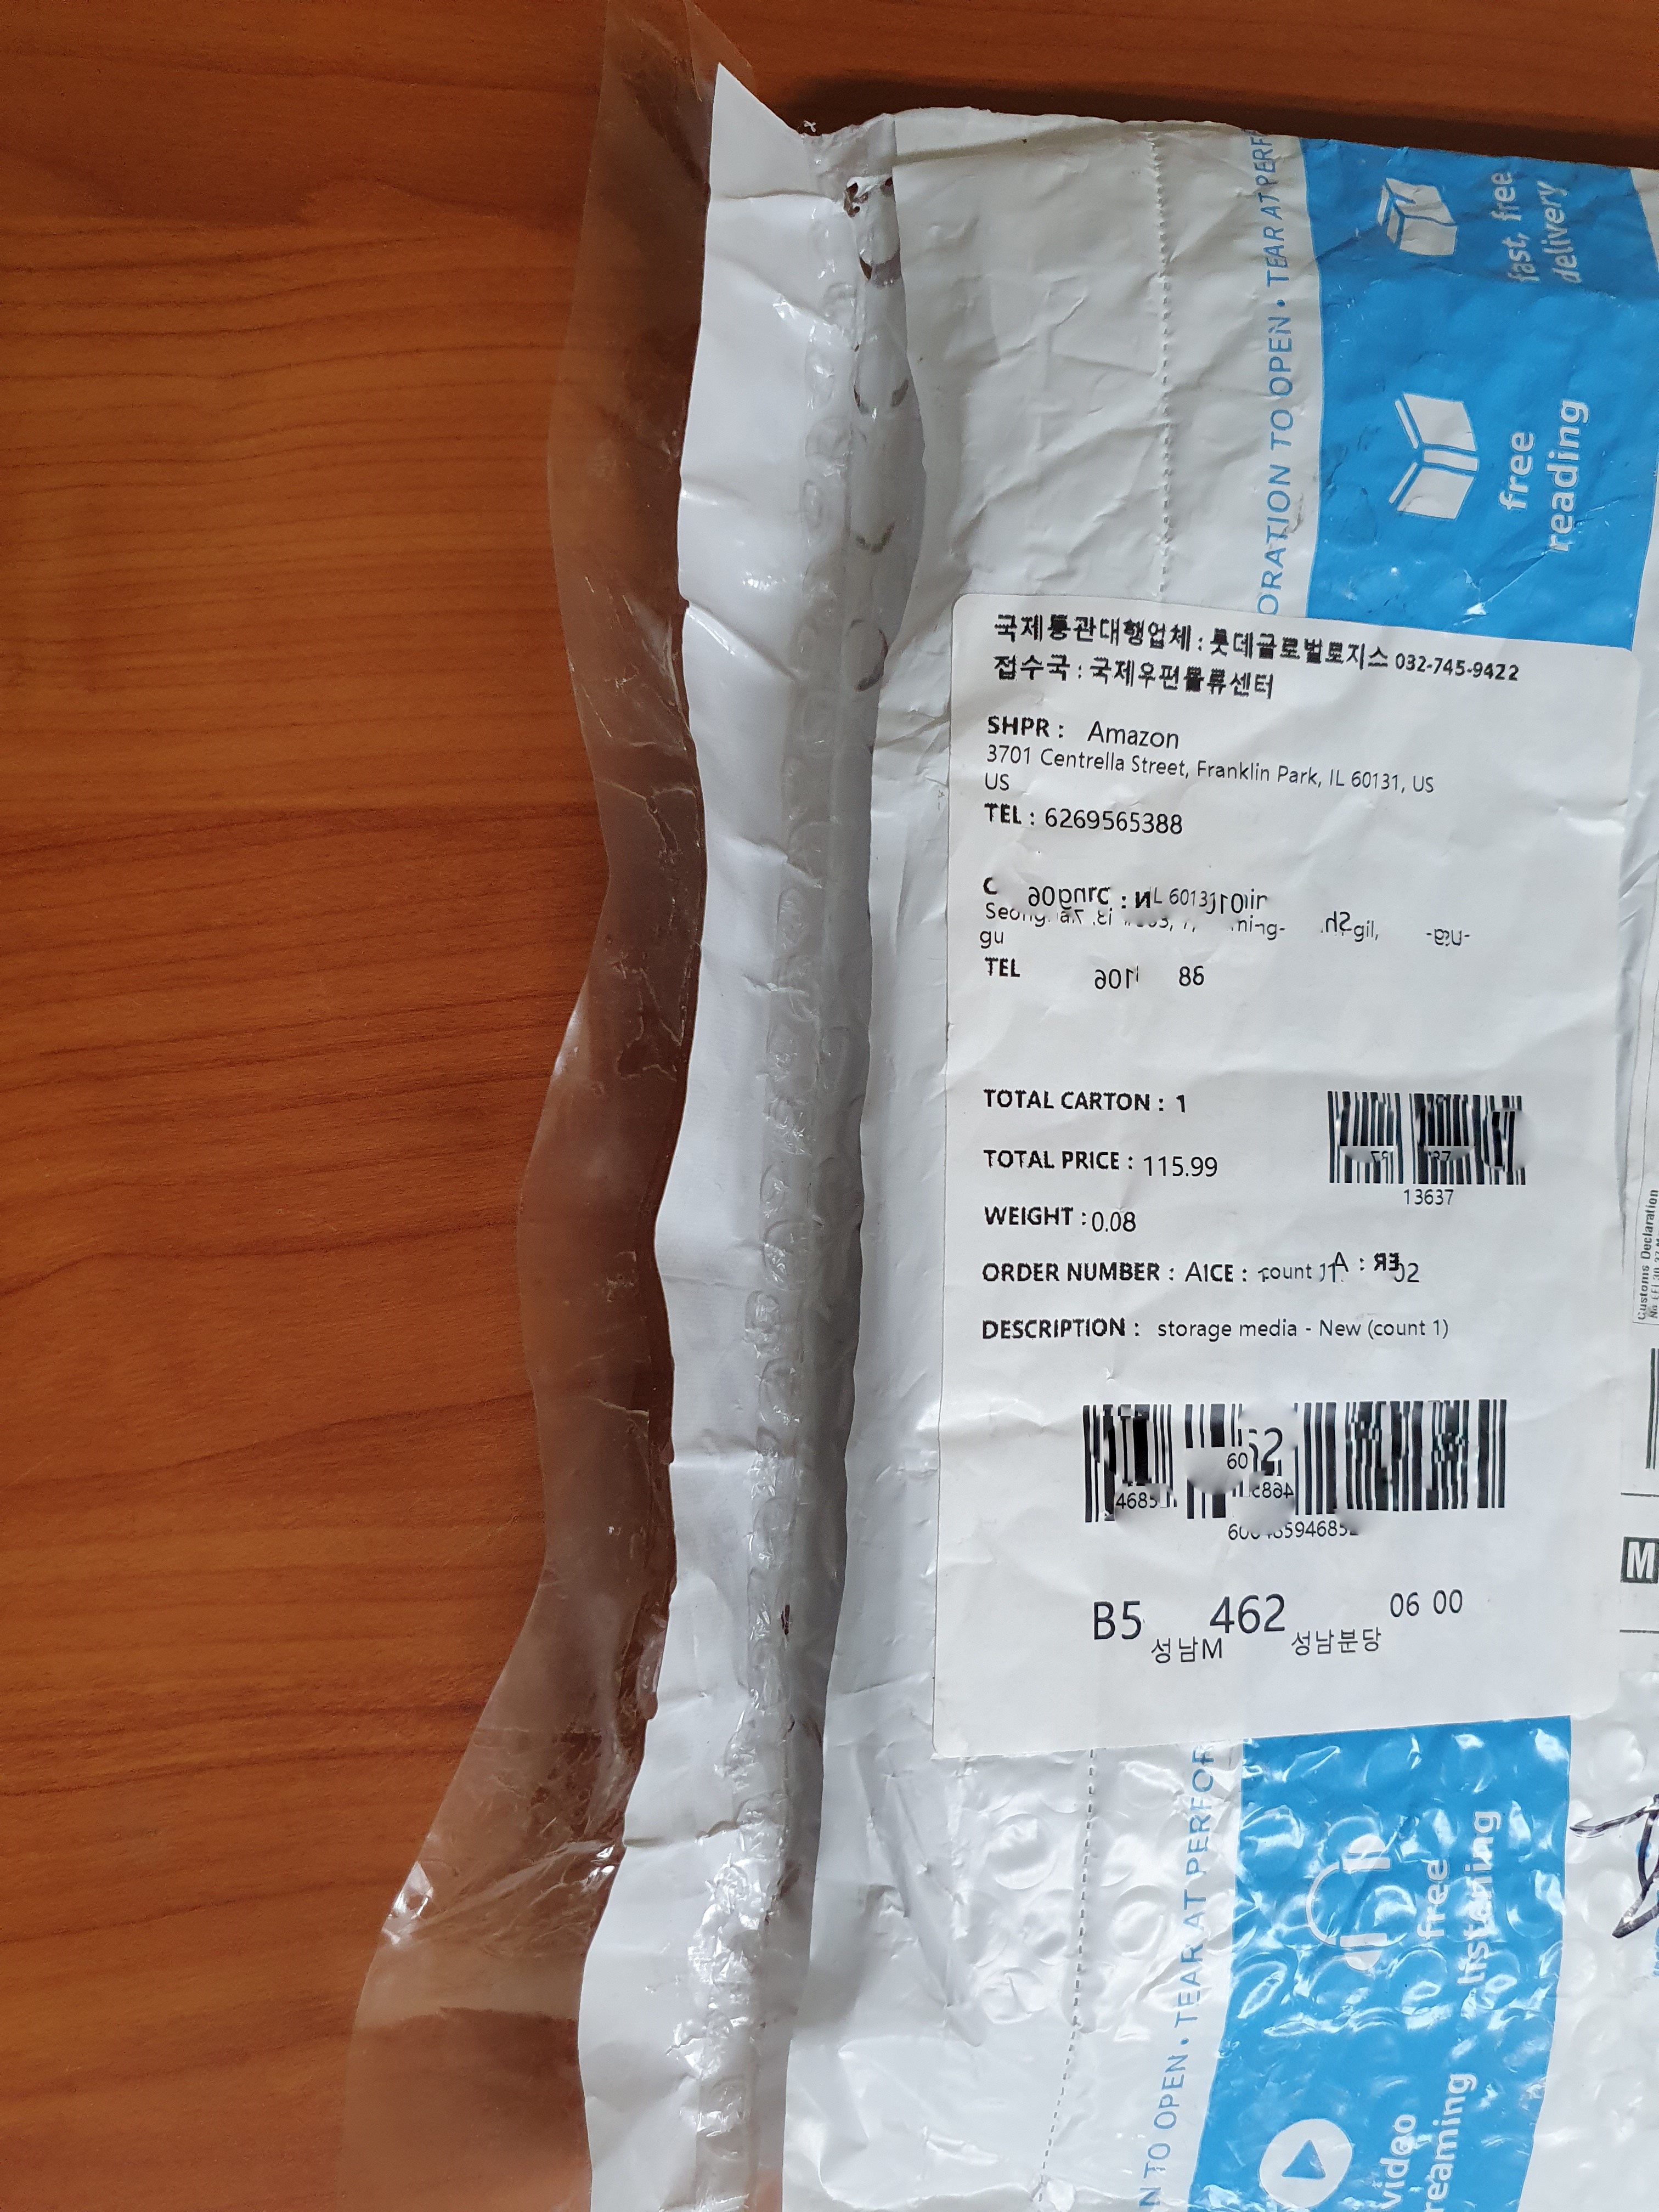 TEAR AT PERF
ORATION TO OPEN •
fast, free
delivery
free
reading
국제통관대행업체 : 롯데글로벌로지스 032-745-9422
접수국 : 국제우편물류센터
SHPR : Amazon
3701 Centrella Street, Franklin Park, IL 60131, US
US
TEL : 6269565388
gu
TEL 86
TOTAL CARTON : 1
TOTAL PRICE : 115.99
13637
WEIGHT : 0.08
ORDER NUMBER :
DESCRIPTION : storage media - New (count 1)
B5 성남M 462 성남분당 06 00
Customs Declaration
M
N TO OPEN • TEAR AT PERFOR
free
listening
video
reaming